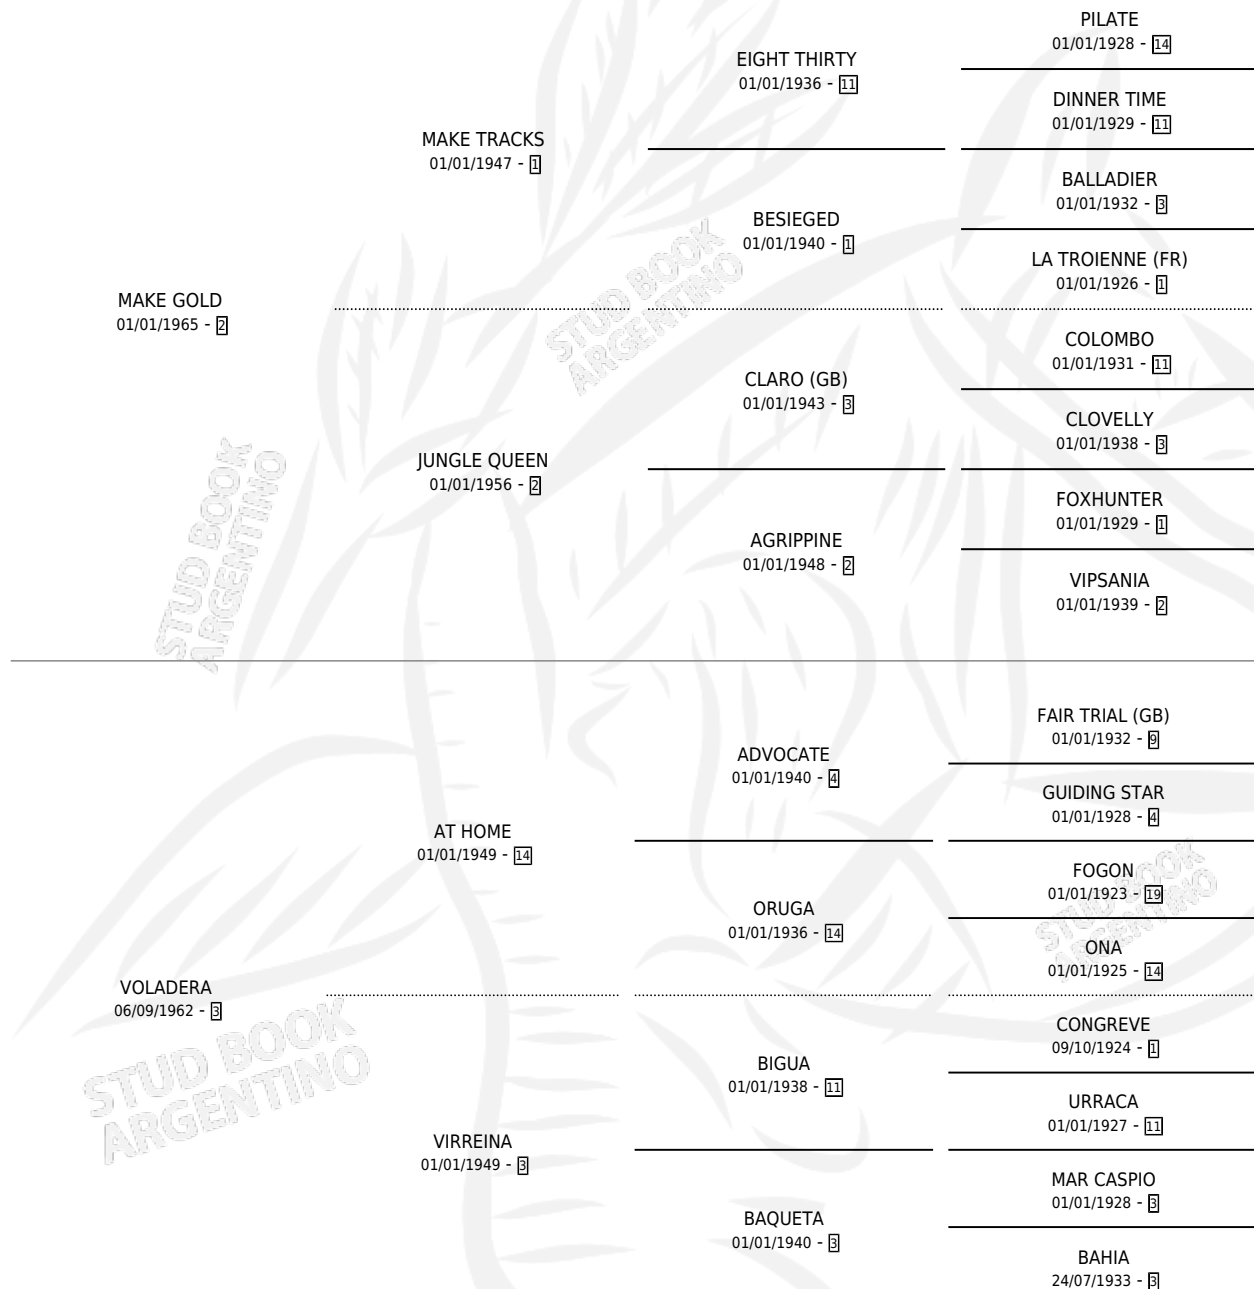 PILATE
01/01/1928 - 14
EIGHT THIRTY
01/01/1936 - 11
DINNER TIME
01/01/1929 - 11
MAKE TRACKS
01/01/1947 - 1
BALLADIER
01/01/1932 - 3
BESIEGED
01/01/1940 - 1
LA TROIENNE (FR)
01/01/1926 - 1
MAKE GOLD
01/01/1965 - 2
STUD BOOK
ARGENTINO
COLOMBO
01/01/1931 - 11
CLARO (GB)
01/01/1943 - 3
CLOVELLY
01/01/1938 - 3
JUNGLE QUEEN
01/01/1956 - 2
FOXHUNTER
01/01/1929 - 1
AGRIPPINE
01/01/1948 - 2
VIPSANIA
01/01/1939 - 2
STUD BOOK
ARGENTINO
FAIR TRIAL (GB)
01/01/1932 - 9
ADVOCATE
01/01/1940 - 4
GUIDING STAR
01/01/1928 - 4
AT HOME
01/01/1949 - 14
FOGON
01/01/1923 - 19
ORUGA
01/01/1936 - 14
ONA
01/01/1925 - 14
STUD BOOK
ARGENTINO
VOLADERA
06/09/1962 - 3
CONGREVE
09/10/1924 - 1
BIGUA
01/01/1938 - 11
URRACA
01/01/1927 - 11
STUD BOOK
ARGENTINO
VIRREINA
01/01/1949 - 3
MAR CASPIO
01/01/1928 - 3
BAQUETA
01/01/1940 - 3
BAHIA
24/07/1933 - 3